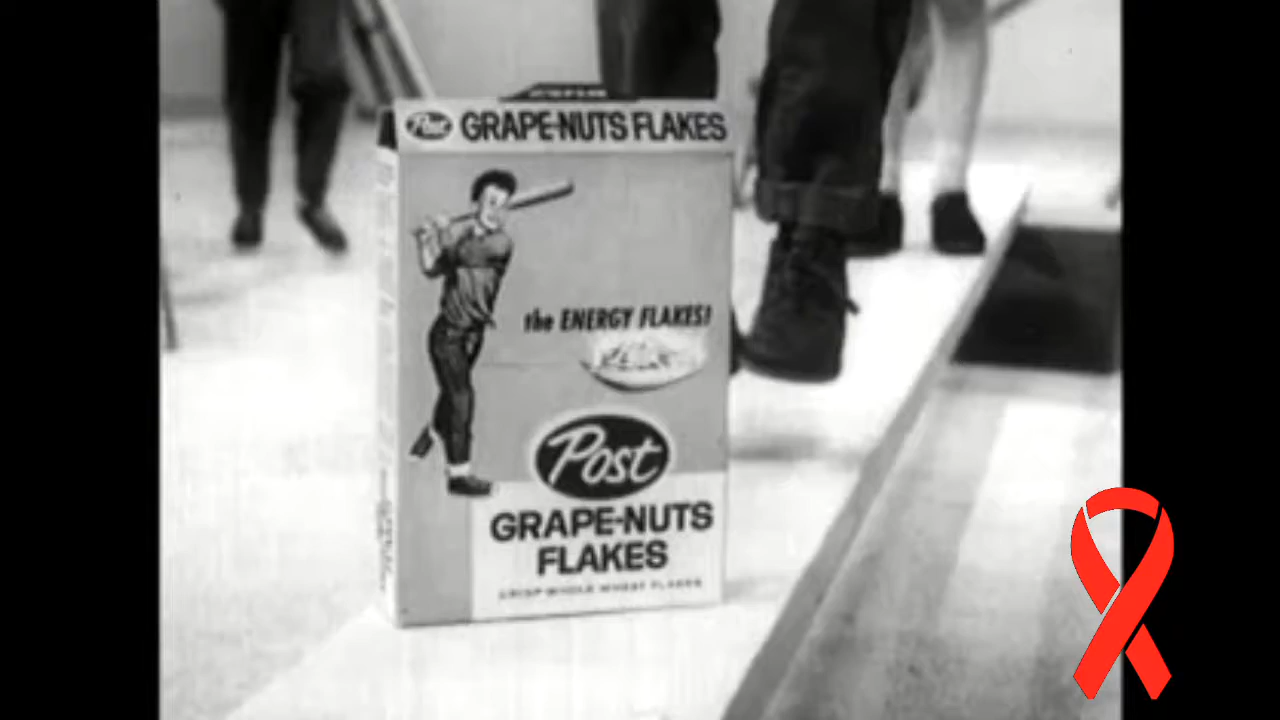 Post GRAPE-NUTS FLAKES
the ENERGY FLAKES!
Post
GRAPE-NUTS
FLAKES
CRISP WHOLE WHEAT FLAKES